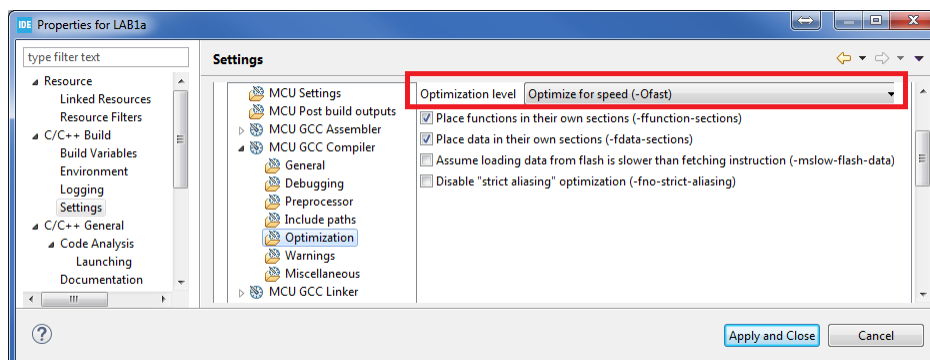 IDE Properties for LAB1a
type filter text
Resource
Linked Resources
Resource Filters
C/C++ Build
Build Variables
Environment
Logging
Settings
C/C++ General
Code Analysis
Launching
Documentation
Settings
MCU Settings
MCU Post build outputs
MCU GCC Assembler
MCU GCC Compiler
General
Debugging
Preprocessor
Include paths
Optimization
Warnings
Miscellaneous
MCU GCC Linker
Optimization level Optimize for speed (-Ofast)
Place functions in their own sections (-ffunction-sections)
Place data in their own sections (-fdata-sections)
Assume loading data from flash is slower than fetching instruction (-mslow-flash-data)
Disable "strict aliasing" optimization (-fno-strict-aliasing)
?
Apply and Close
Cancel